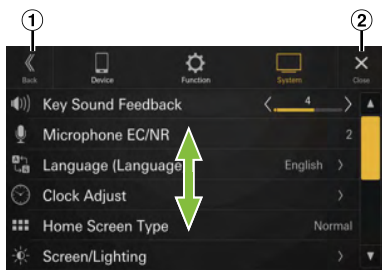 1 2
Back Device Function System Close
Key Sound Feedback 4
Microphone EC/NR 2
Language (Language English
Clock Adjust
Home Screen Type Normal
Screen/Lighting